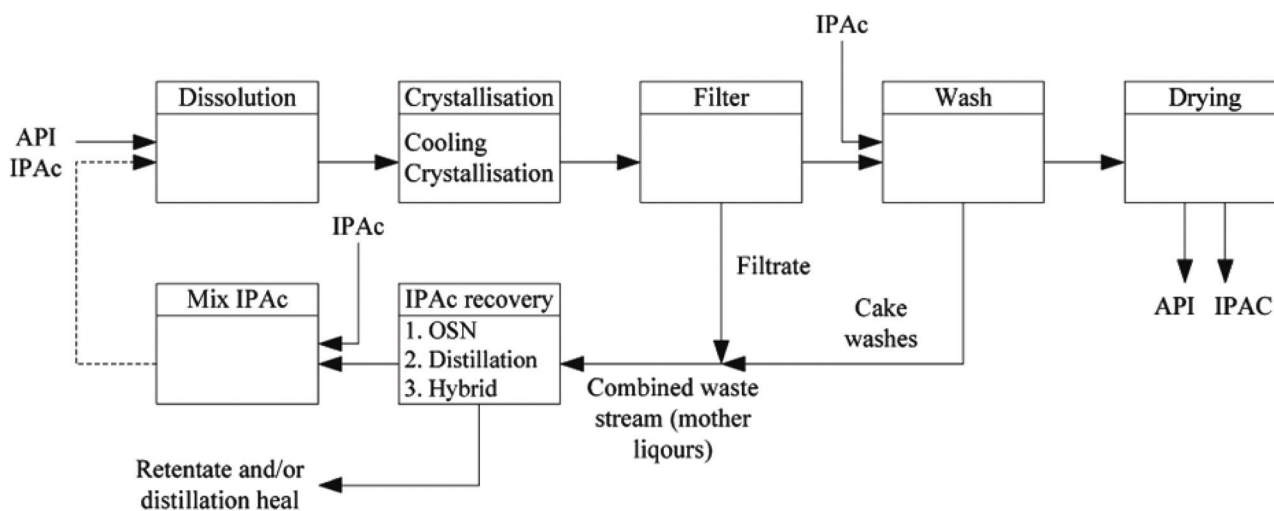 IPAc
Dissolution
Crystallisation
Filter
Wash
Drying
API
IPAc
Cooling
Crystallisation
IPAc
Filtrate
API
IPAC
Mix IPAc
IPAc recovery
1. OSN
2. Distillation
3. Hybrid
Cake
washes
Combined waste
stream (mother
liqours)
Retentate and/or
distillation heal